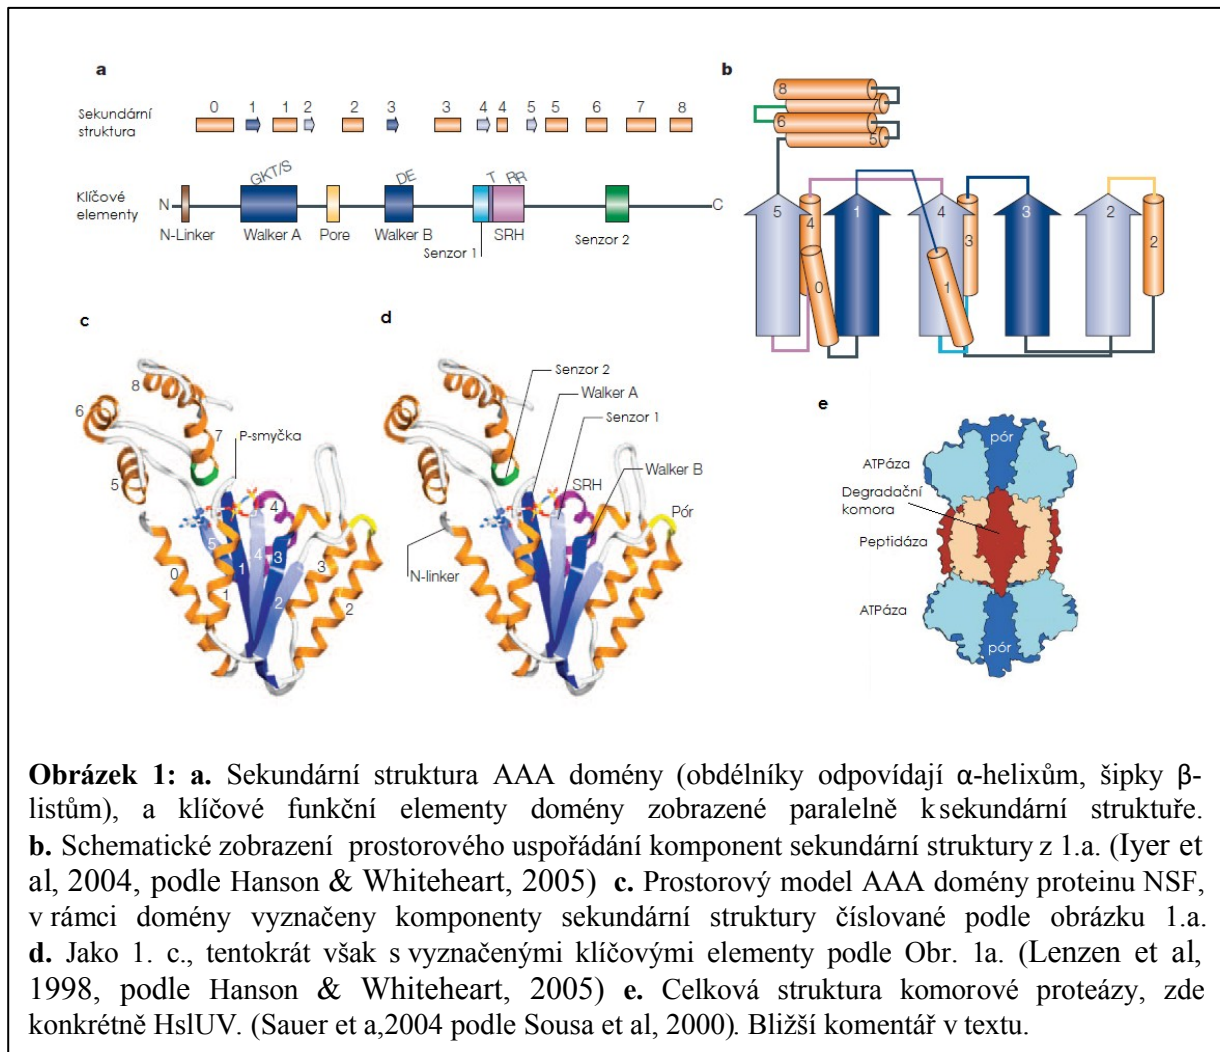 a
Sekundární
struktura
0 1 1 2 2 3 3 4 4 5 5 6 7 8
GKT/S DE T R R
Klíčové
elementy
N C
N-Linker Walker A Pore Walker B Senzor 1 SRH Senzor 2
b
8
7
6
5
5 4 0 1 4 1 3 3 2 2
c
8
6
7
P-smyčka
5
4
5
4
3
0
1
1
2
3
2
d
Senzor 2
Walker A
Senzor 1
Walker B
SRH
Pór
N-linker
e
pór
ATPáza
Degradační
komora
Peptidáza
ATPáza
pór
Obrázek 1: a. Sekundární struktura AAA domény (obdélníky odpovídají α-helixům, šipky β-
listům), a klíčové funkční elementy domény zobrazené paralelně k sekundární struktuře.
b. Schematické zobrazení prostorového uspořádání komponent sekundární struktury z 1.a. (Iyer et
al, 2004, podle Hanson & Whiteheart, 2005) c. Prostorový model AAA domény proteinu NSF,
v rámci domény vyznačeny komponenty sekundární struktury číslované podle obrázku 1.a.
d. Jako 1. c., tentokrát však s vyznačenými klíčovými elementy podle Obr. 1a. (Lenzen et al,
1998, podle Hanson & Whiteheart, 2005) e. Celková struktura komorové proteázy, zde
konkrétně HslUV. (Sauer et a,2004 podle Sousa et al, 2000). Bližší komentář v textu.